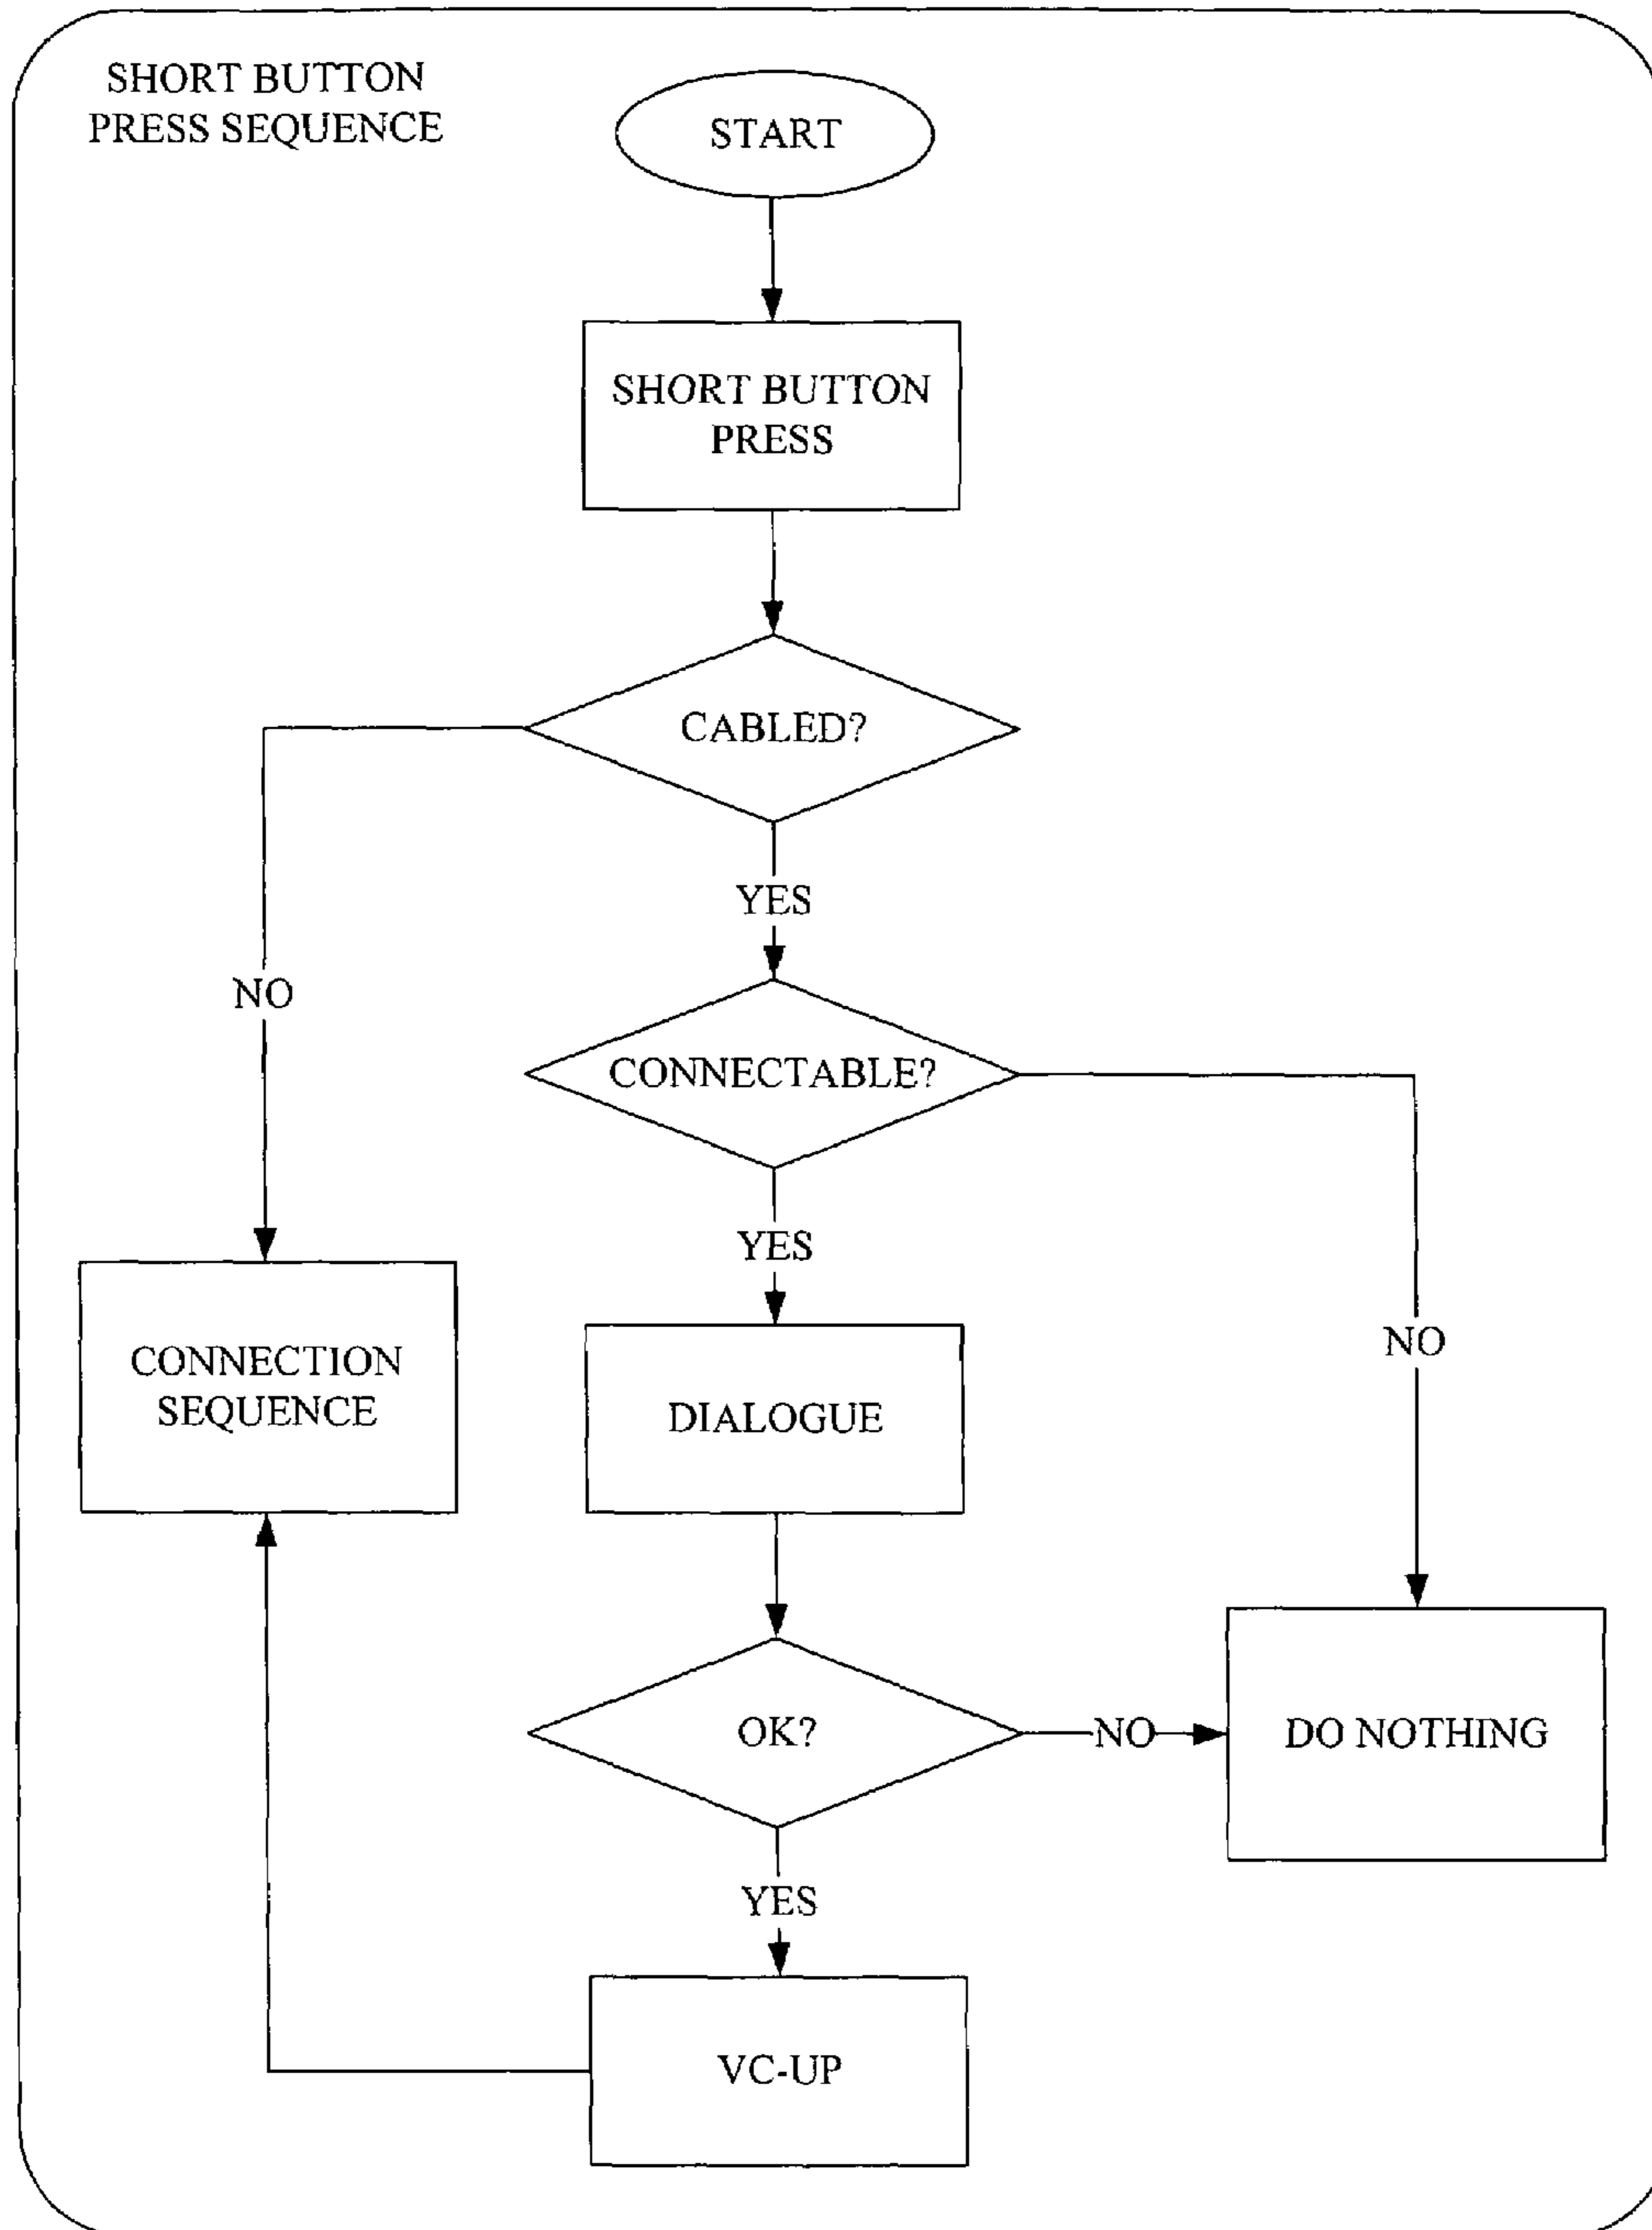 SHORT BUTTON
PRESS SEQUENCE
START
SHORT BUTTON
PRESS
CABLED?
YES
NO
CONNECTABLE?
YES
NO
CONNECTION
SEQUENCE
DIALOGUE
OK?
NO
DO NOTHING
YES
VC-UP